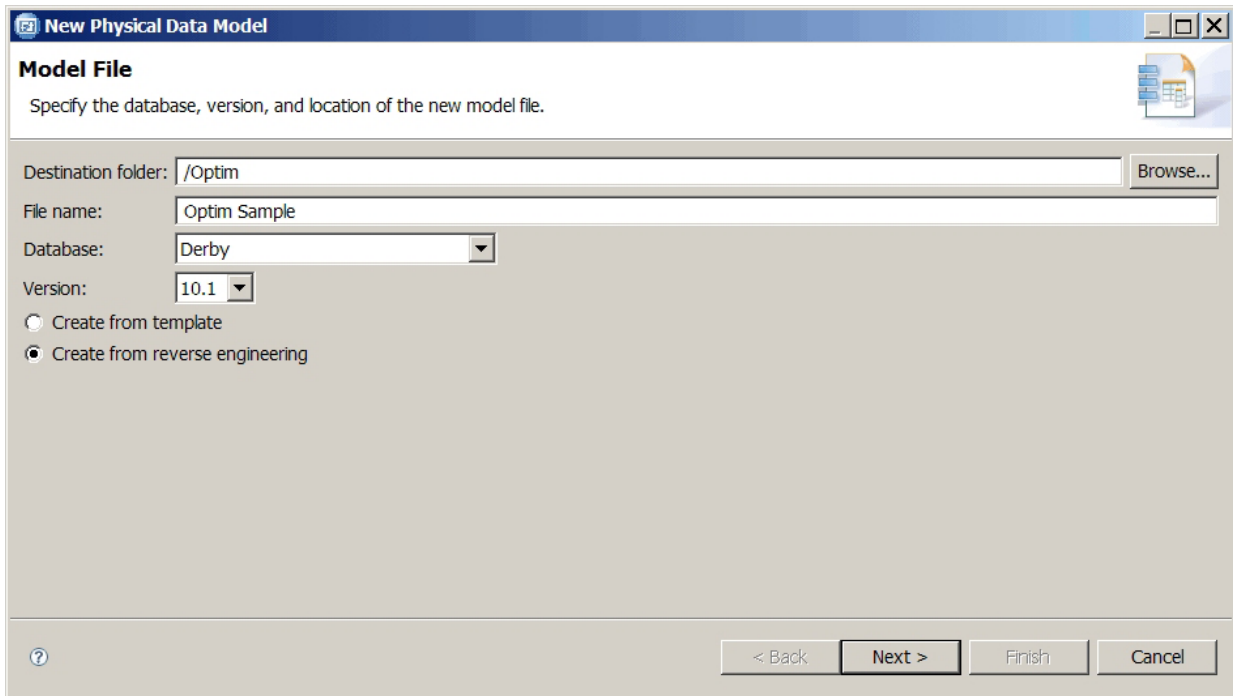 New Physical Data Model
Model File
Specify the database, version, and location of the new model file.
Destination folder: /Optim Browse...
File name: Optim Sample
Database: Derby
Version: 10.1
Create from template
Create from reverse engineering
? < Back Next > Finish Cancel